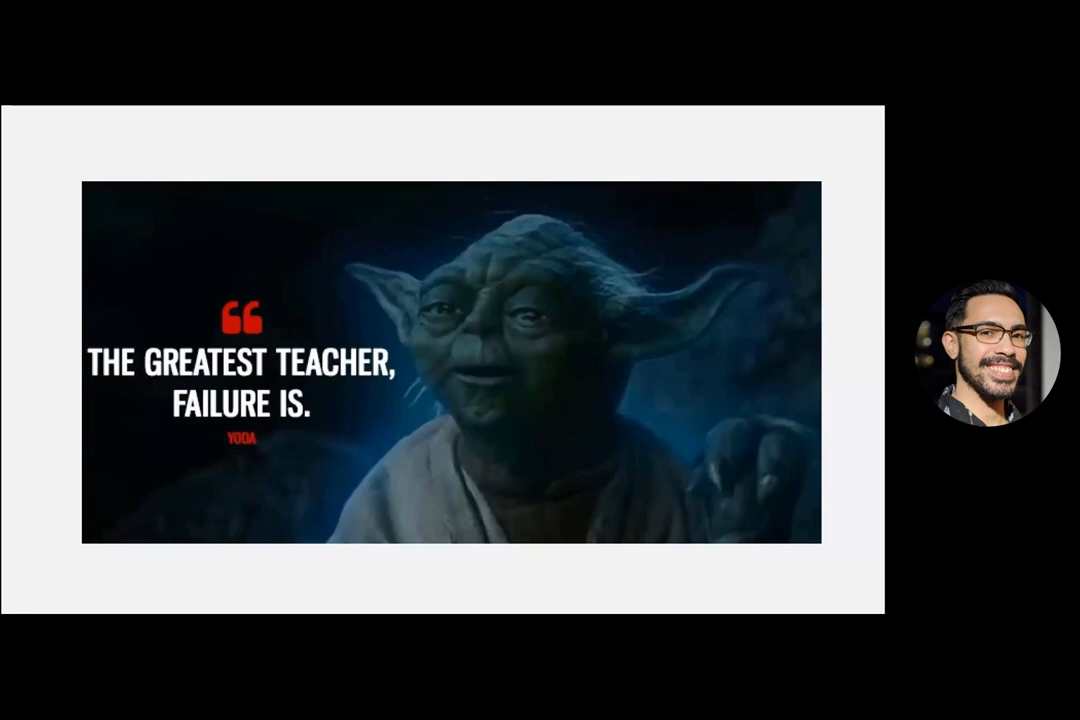 “
THE GREATEST TEACHER,
FAILURE IS.
YODA